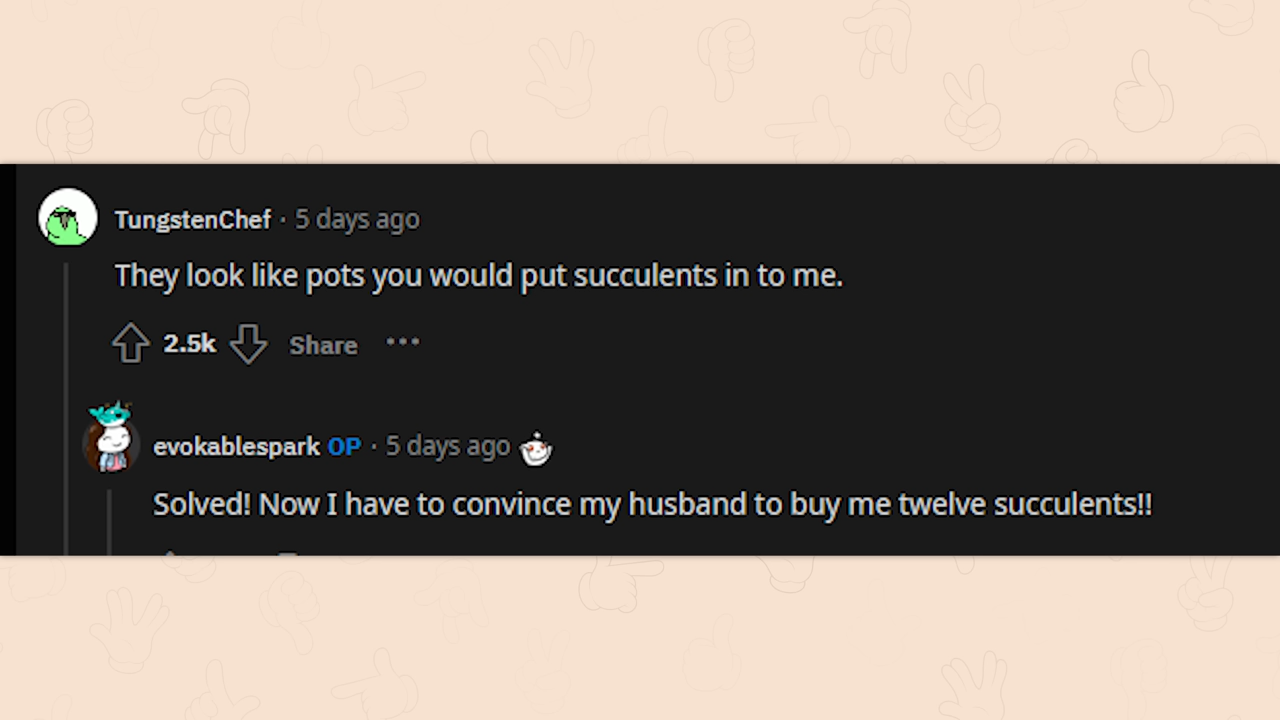 TungstenChef · 5 days ago
They look like pots you would put succulents in to me.
2.5k Share ···
evokablespark OP · 5 days ago
Solved! Now I have to convince my husband to buy me twelve succulents!!